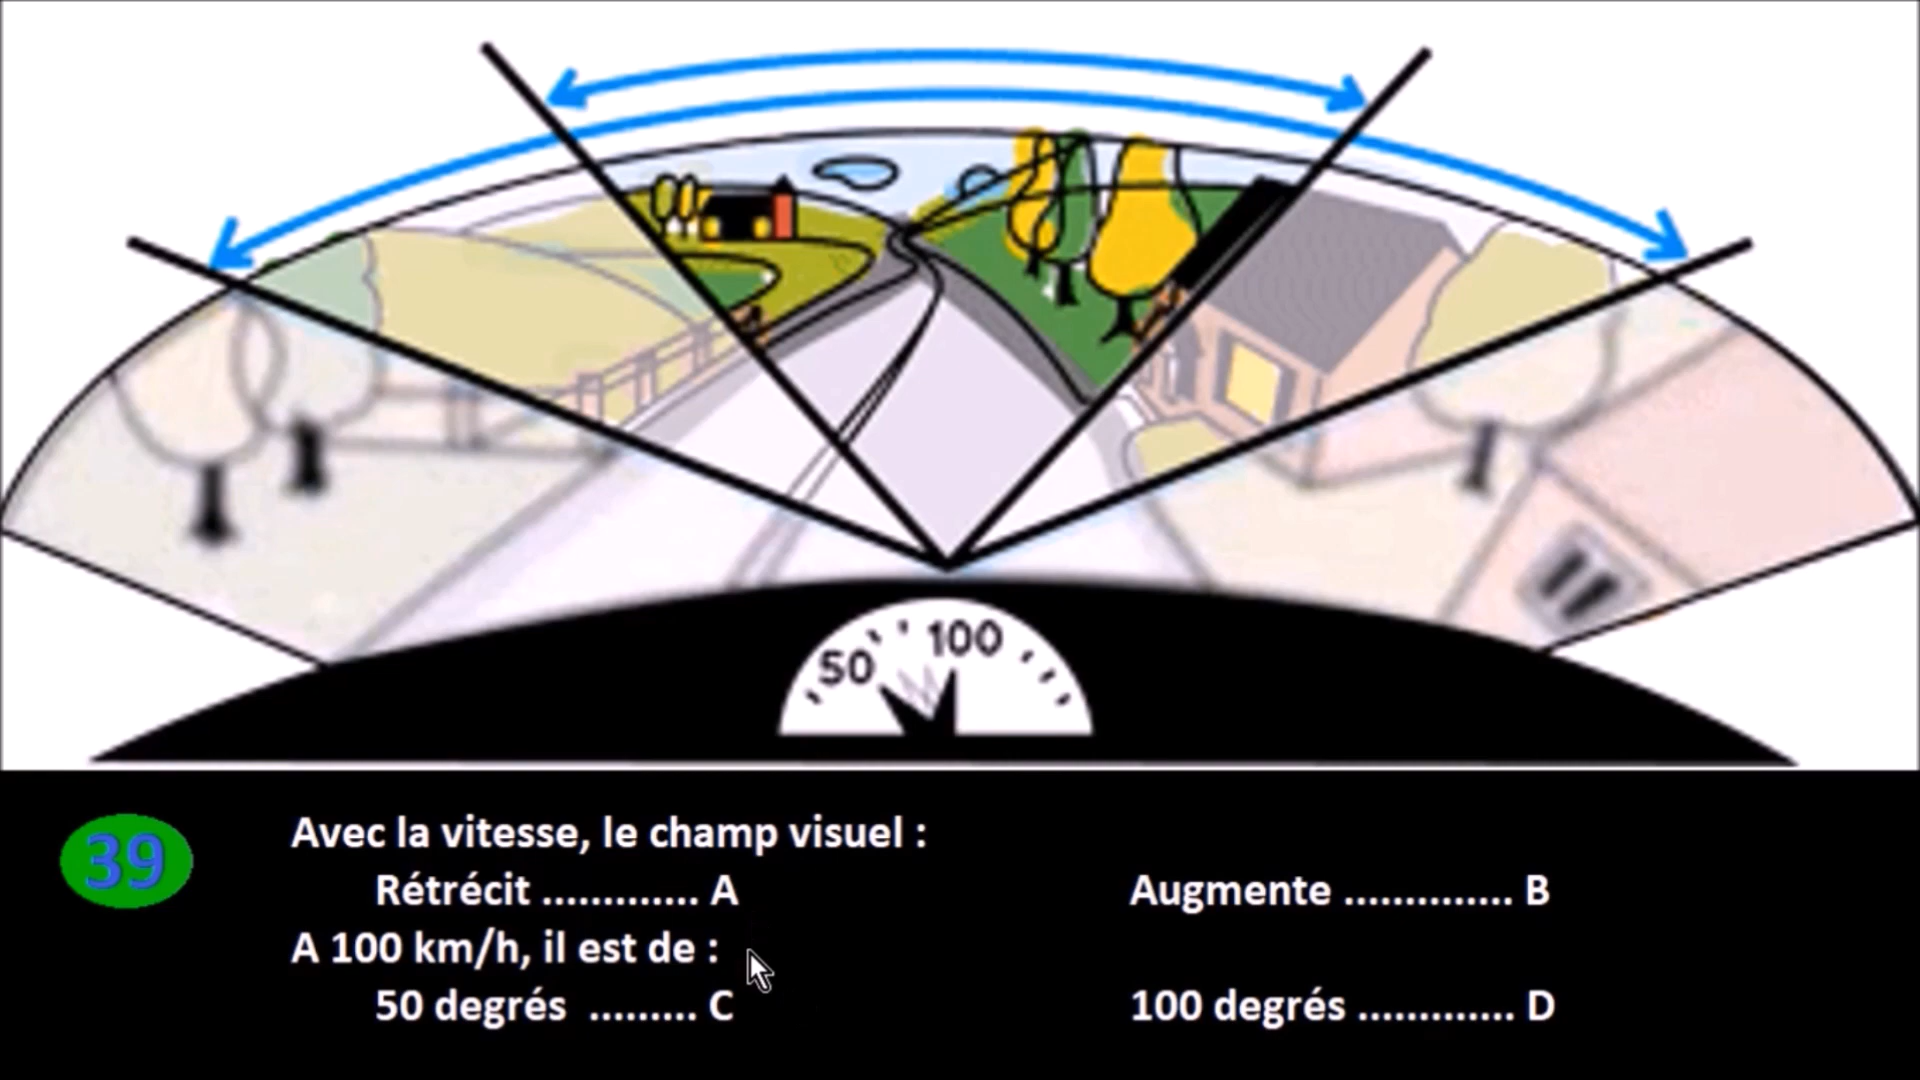 50 100
39
Avec la vitesse, le champ visuel :
Rétrécit ............. A Augmente .............. B
A 100 km/h, il est de :
50 degrés ......... C 100 degrés ............. D